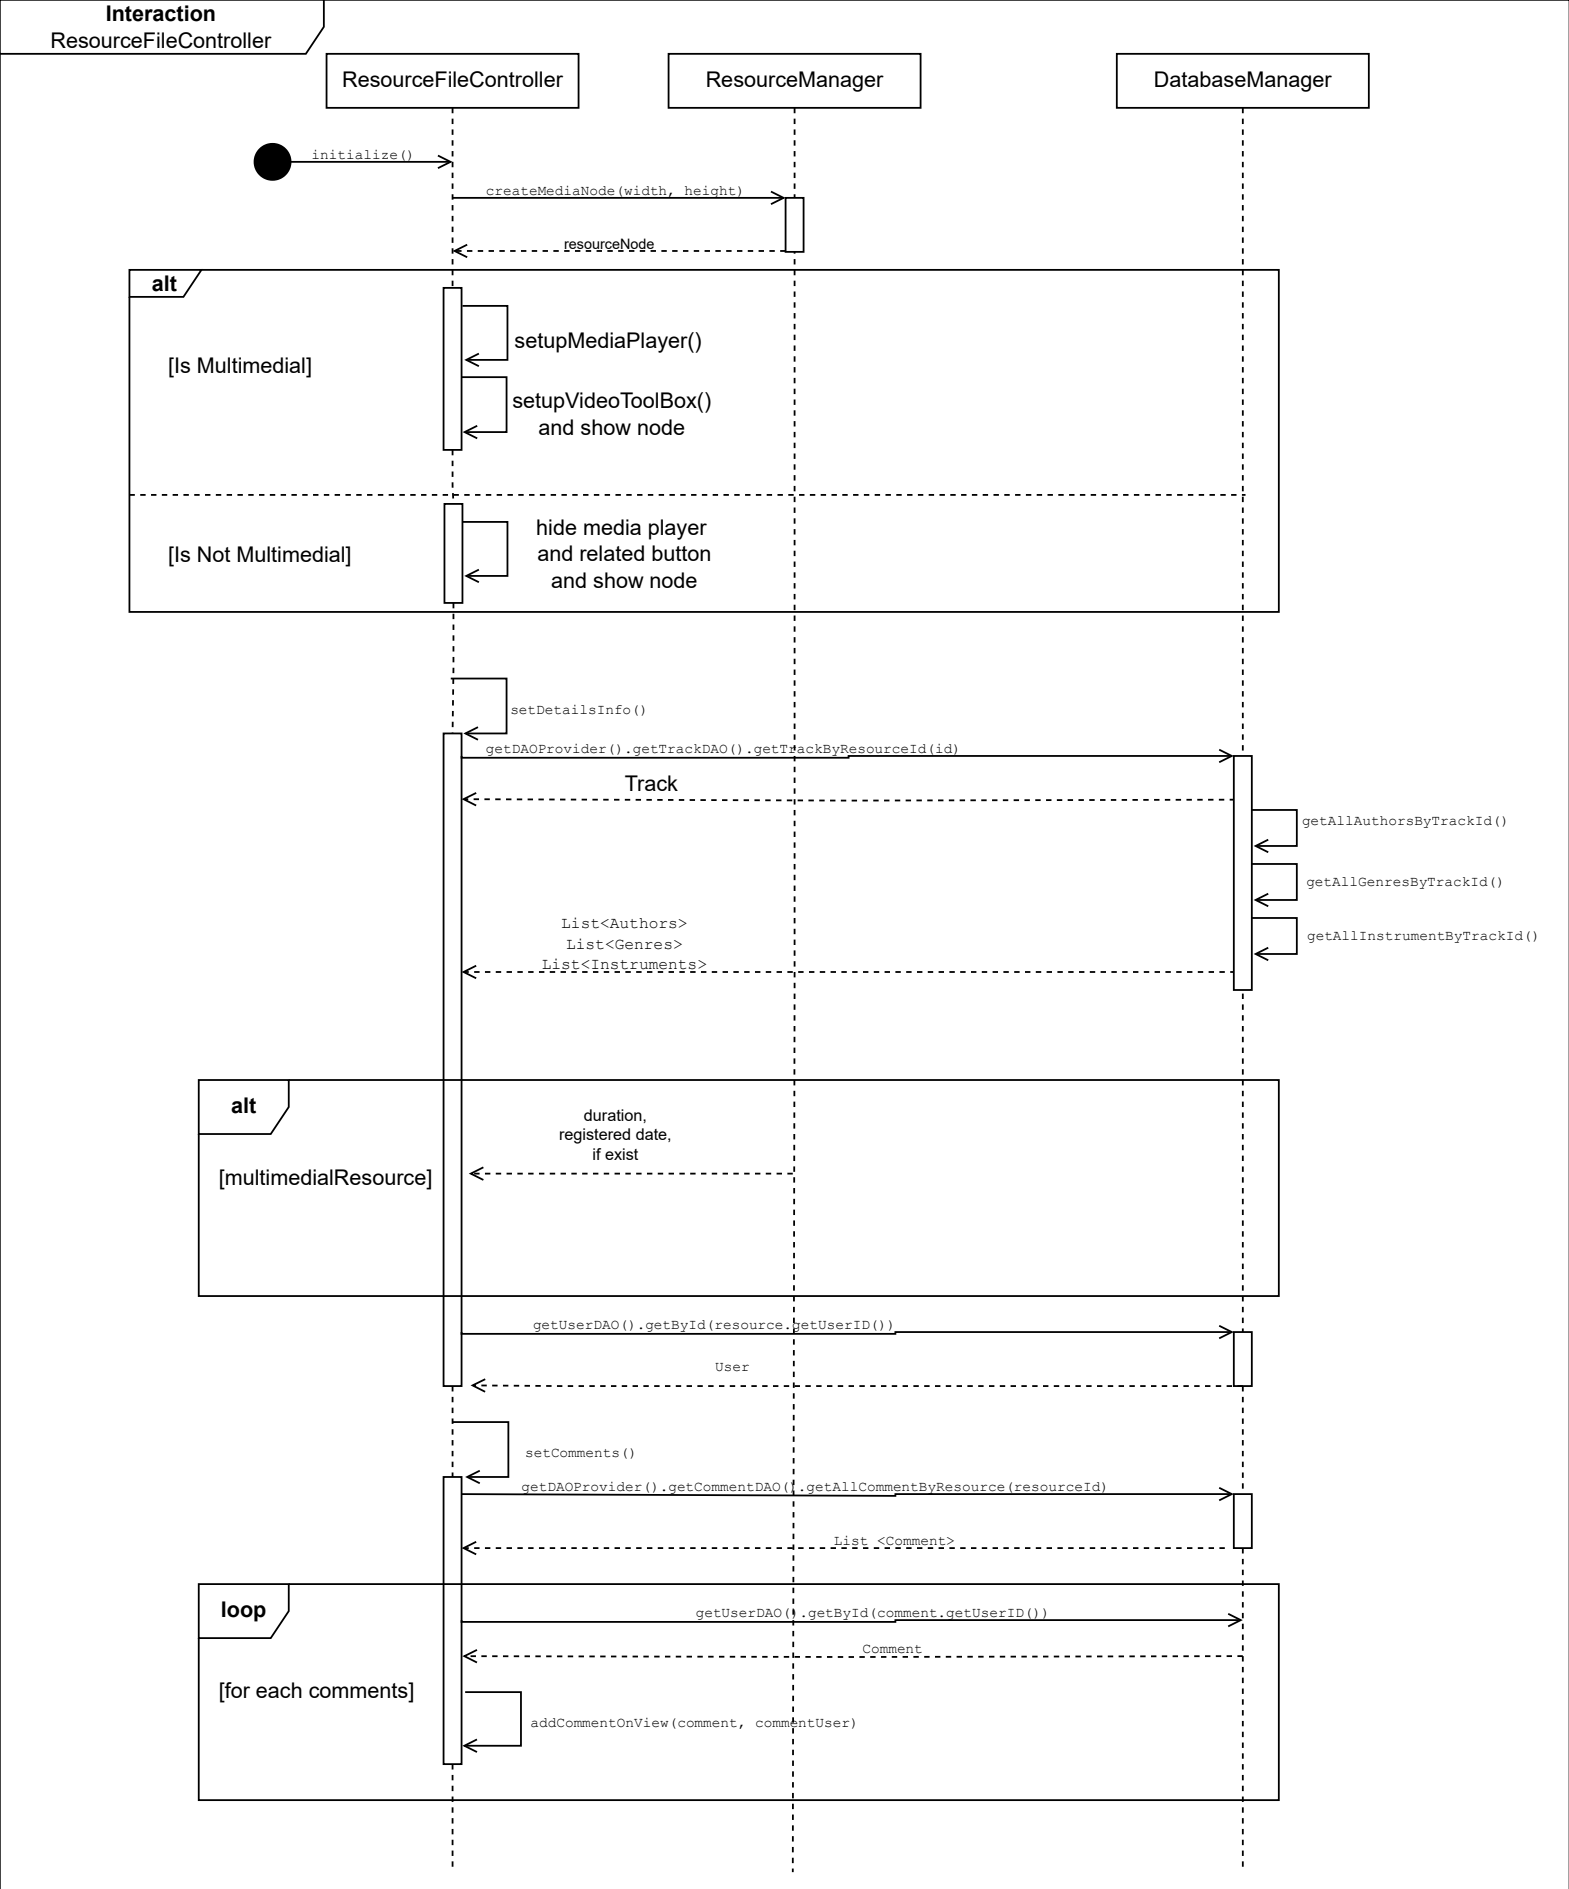 Interaction
ResourceFileController
ResourceFileController
ResourceManager
DatabaseManager
initialize()
createMediaNode(width, height)
resourceNode
alt
[Is Multimedial]
setupMediaPlayer()
setupVideoToolBox()
and show node
[Is Not Multimedial]
hide media player
and related button
and show node
setDetailsInfo()
getDAOProvider().getTrackDAO().getTrackByResourceId(id)
Track
getAllAuthorsByTrackId()
getAllGenresByTrackId()
getAllInstrumentByTrackId()
List<Authors>
List<Genres>
List<Instruments>
alt
duration,
registered date,
if exist
[multimedialResource]
getUserDAO().getById(resource.getUserID())
User
setComments()
getDAOProvider().getCommentDAO().getAllCommentByResource(resourceId)
List <Comment>
loop
getUserDAO().getById(comment.getUserID())
Comment
[for each comments]
addCommentOnView(comment, commentUser)